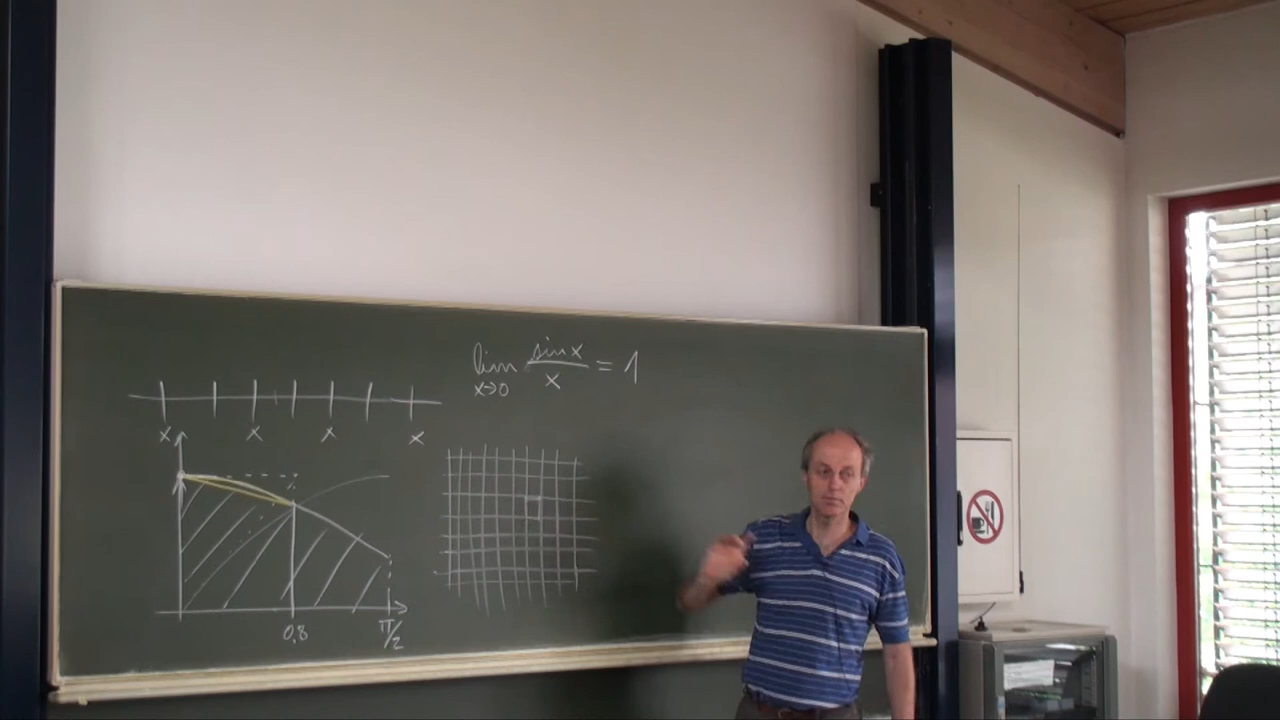 lim sin x / x = 1
x→0
x x x x
0,8 π/2